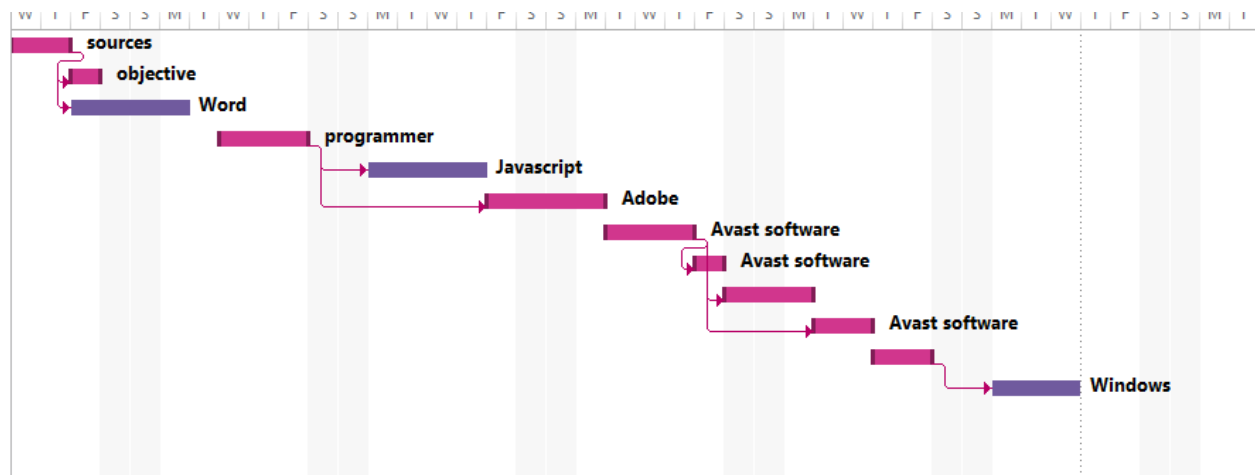 W T F S S M T W T F S S M T W T F S S M T W T F S S M T W T F S S M T W T F S S M T
sources
objective
Word
programmer
Javascript
Adobe
Avast software
Avast software
Avast software
Windows